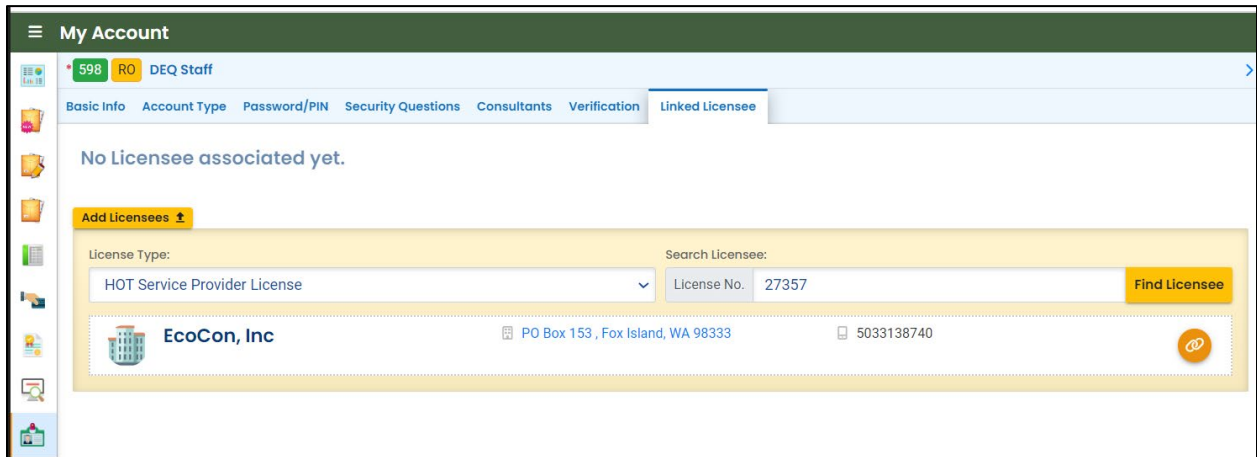 My Account
* 598 RO DEQ Staff
Basic Info Account Type Password/PIN Security Questions Consultants Verification Linked Licensee
No Licensee associated yet.
Add Licensees
License Type:
Search Licensee:
HOT Service Provider License
License No. 27357
Find Licensee
EcoCon, Inc
PO Box 153 , Fox Island, WA 98333
5033138740